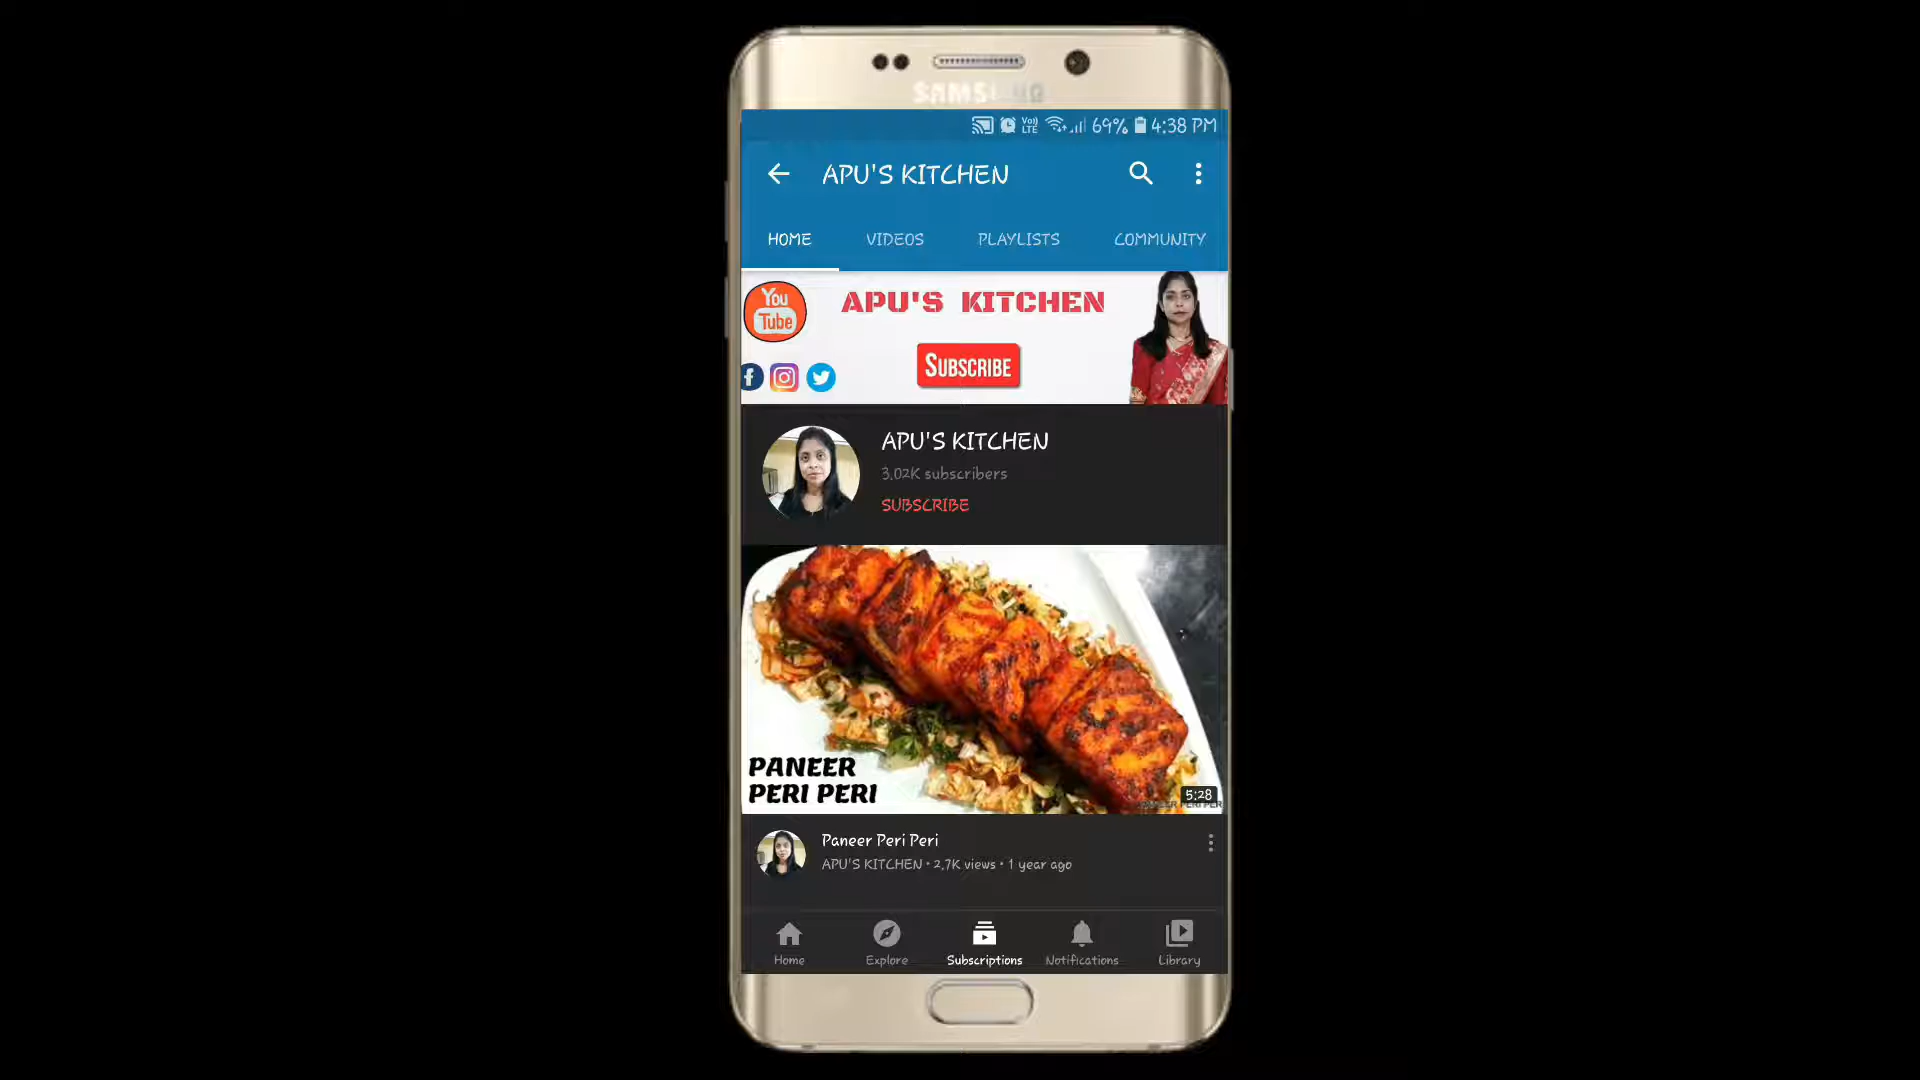 SAMSUNG
VoLTE 69% 4:38 PM
APU'S KITCHEN
HOME VIDEOS PLAYLISTS COMMUNITY
You
Tube
APU'S KITCHEN
SUBSCRIBE
APU'S KITCHEN
3.02K subscribers
SUBSCRIBE
PANEER
PERI PERI
5:28
Paneer Peri Peri
APU'S KITCHEN • 2.7K views • 1 year ago
Home Explore Subscriptions Notifications Library